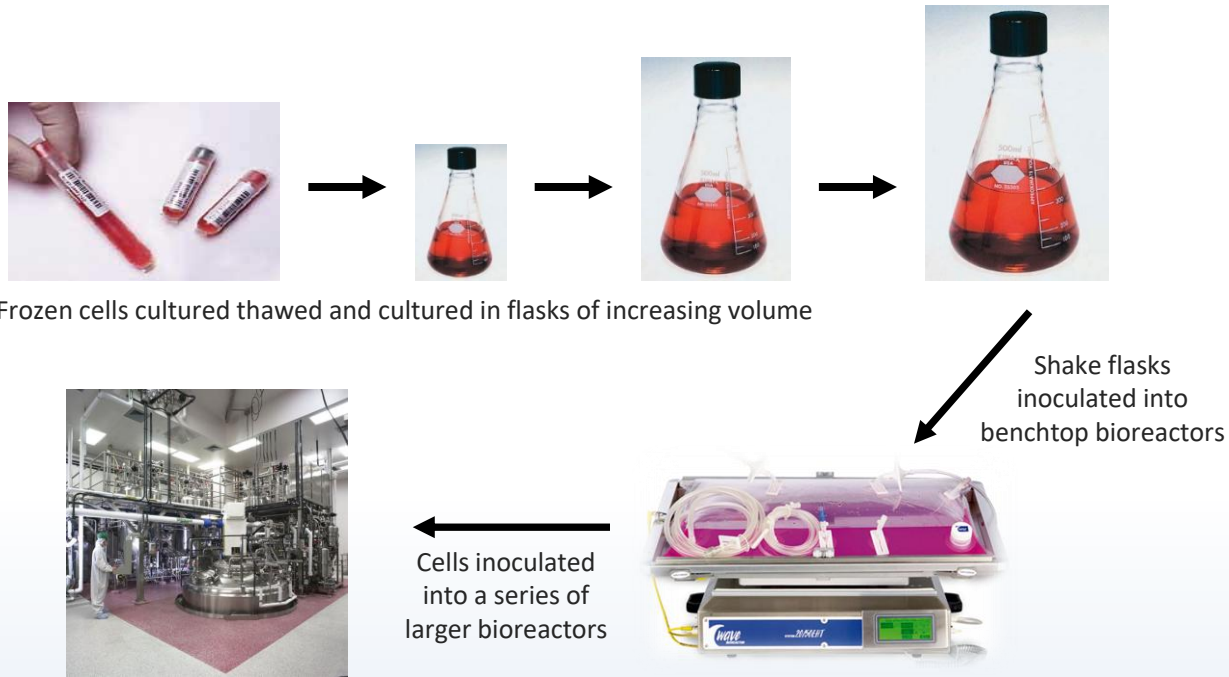 Frozen cells cultured thawed and cultured in flasks of increasing volume
Shake flasks
inoculated into
benchtop bioreactors
Cells inoculated
into a series of
larger bioreactors
wave